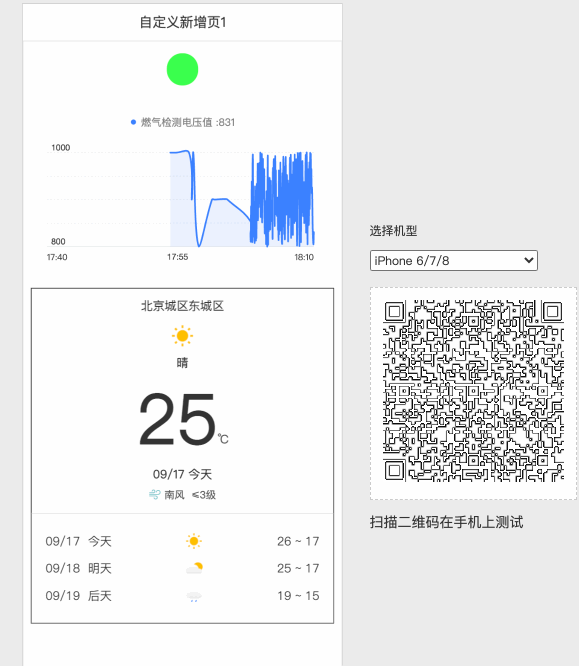 自定义新增页1
燃气检测电压值 :831
1000
800
17:40 17:55 18:10
北京城区东城区
晴
25℃
09/17 今天
南风 ≤3级
09/17 今天 26 ~ 17
09/18 明天 25 ~ 17
09/19 后天 19 ~ 15
选择机型
iPhone 6/7/8
扫描二维码在手机上测试